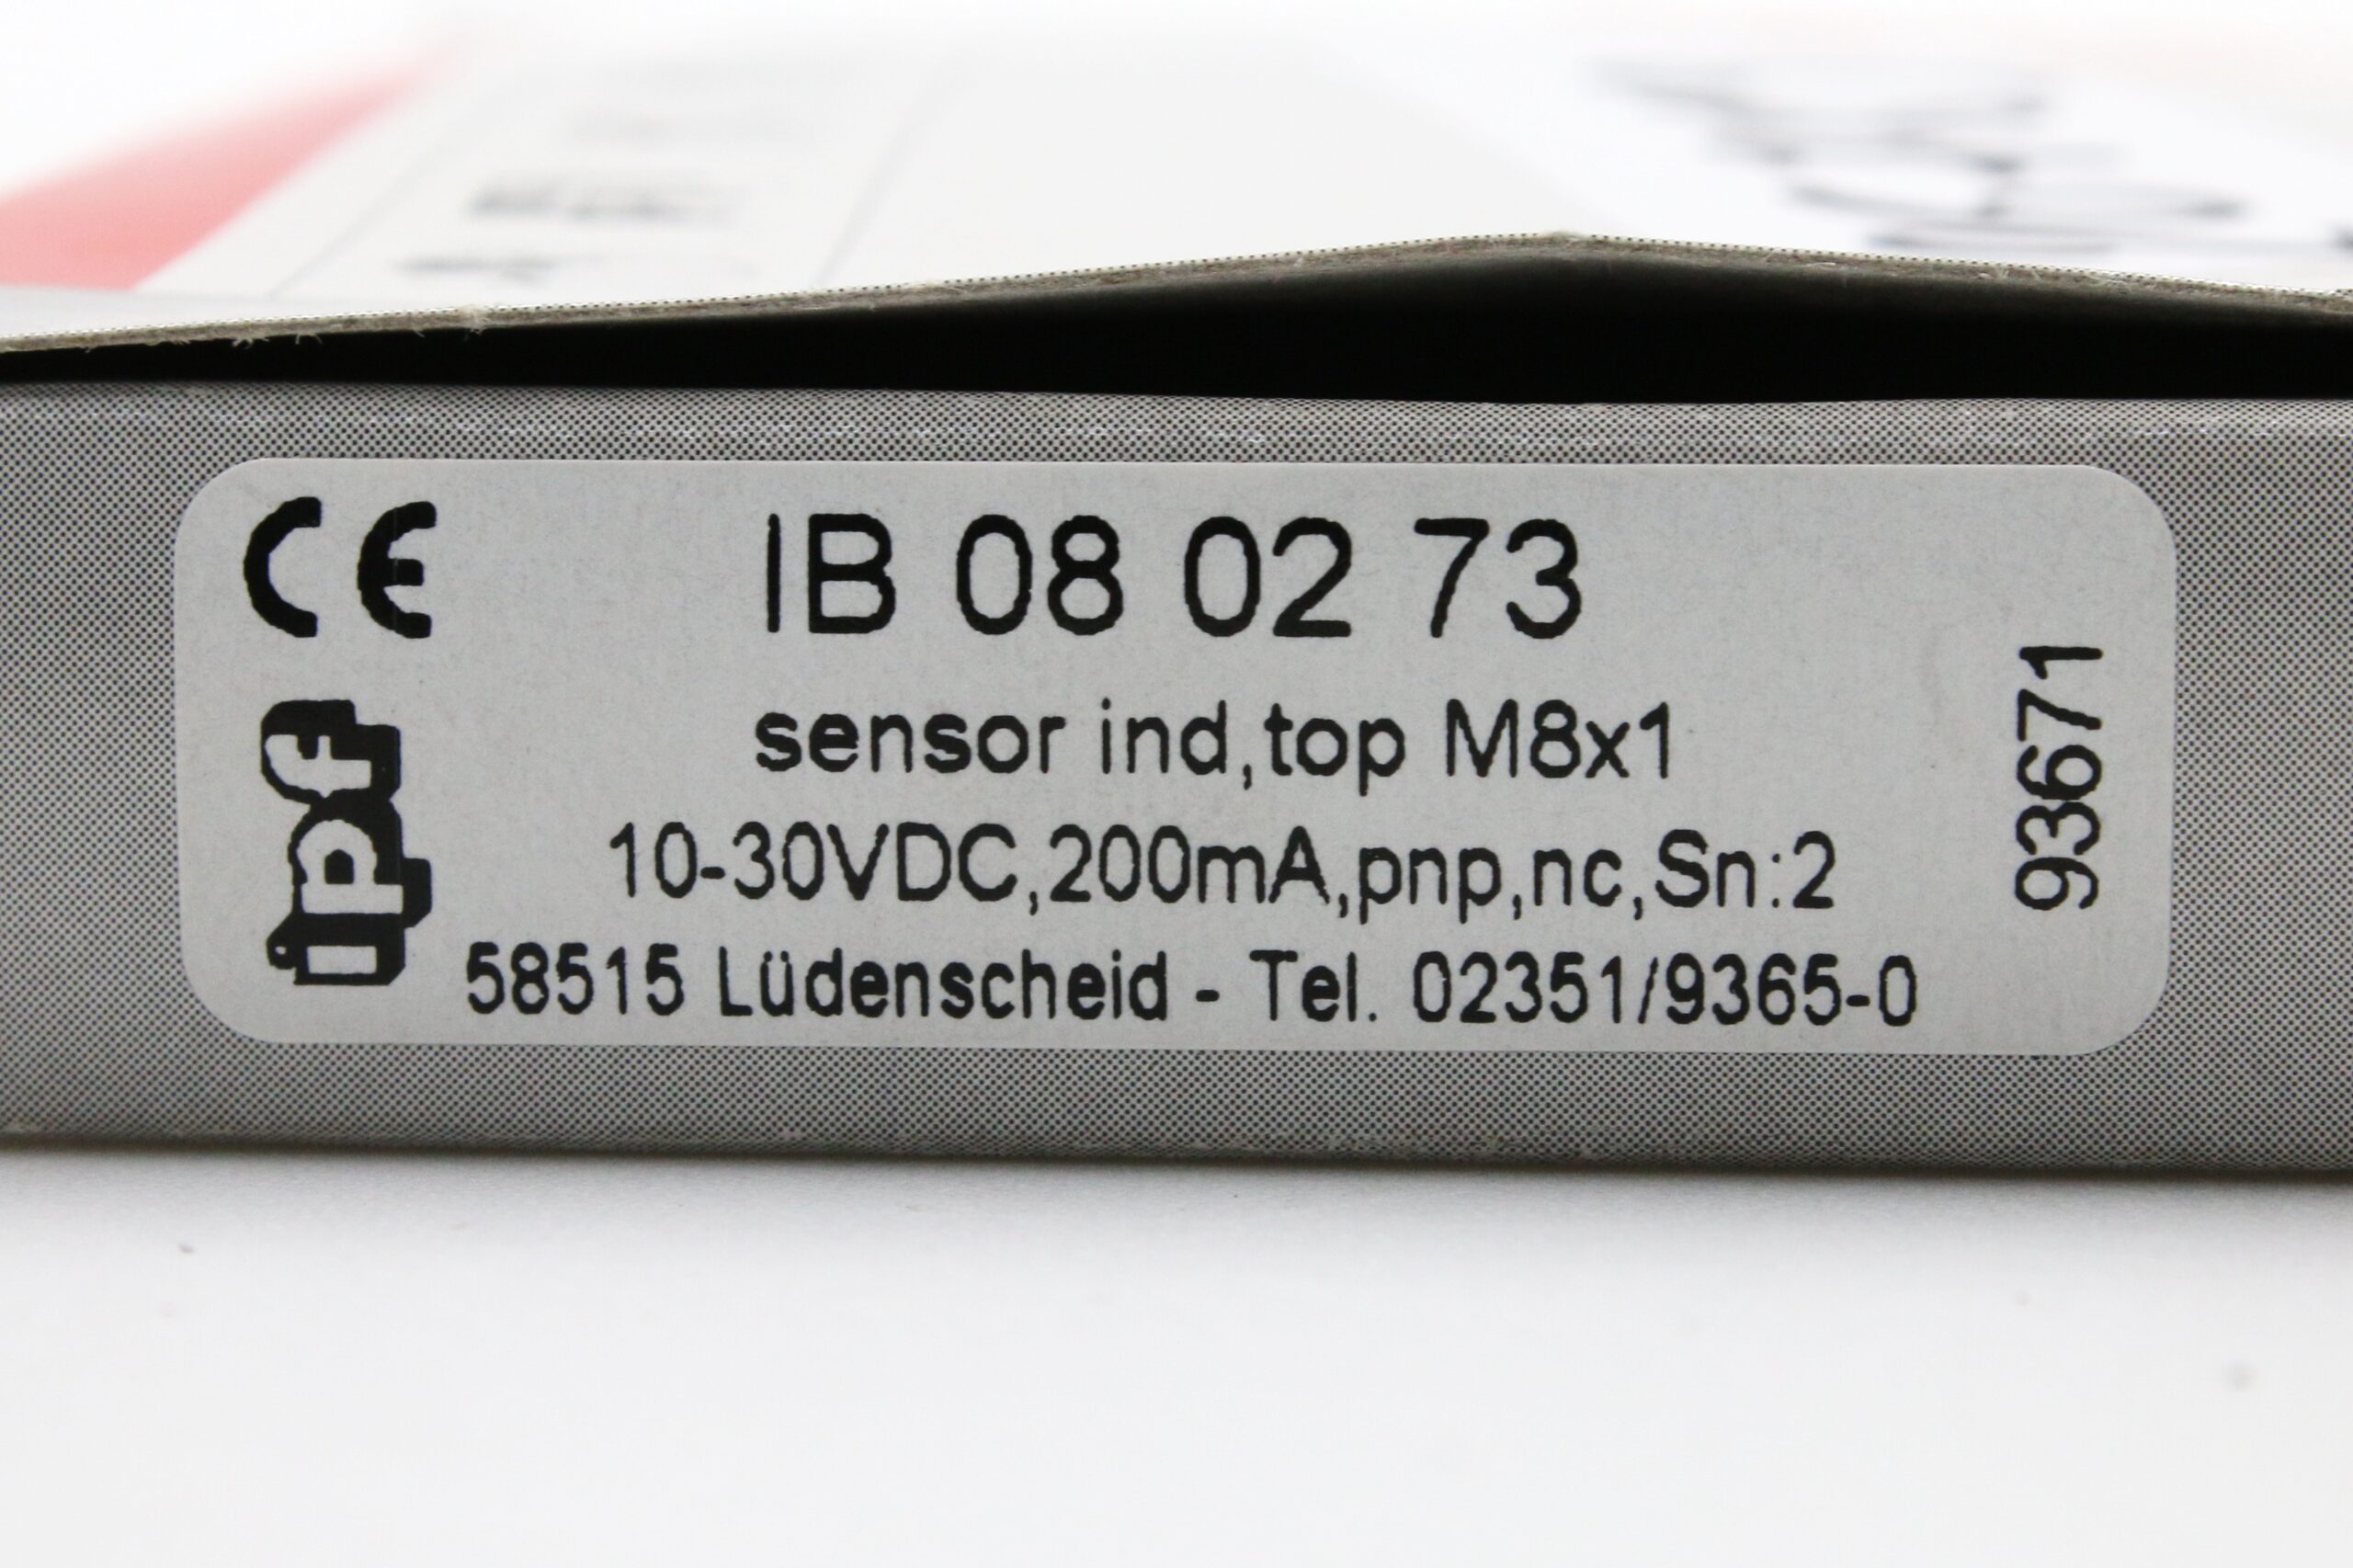 CE
IB 08 02 73
sensor ind,top M8x1
10-30VDC,200mA,pnp,nc,Sn:2
58515 Lüdenscheid - Tel. 02351/9365-0
ipf
93671